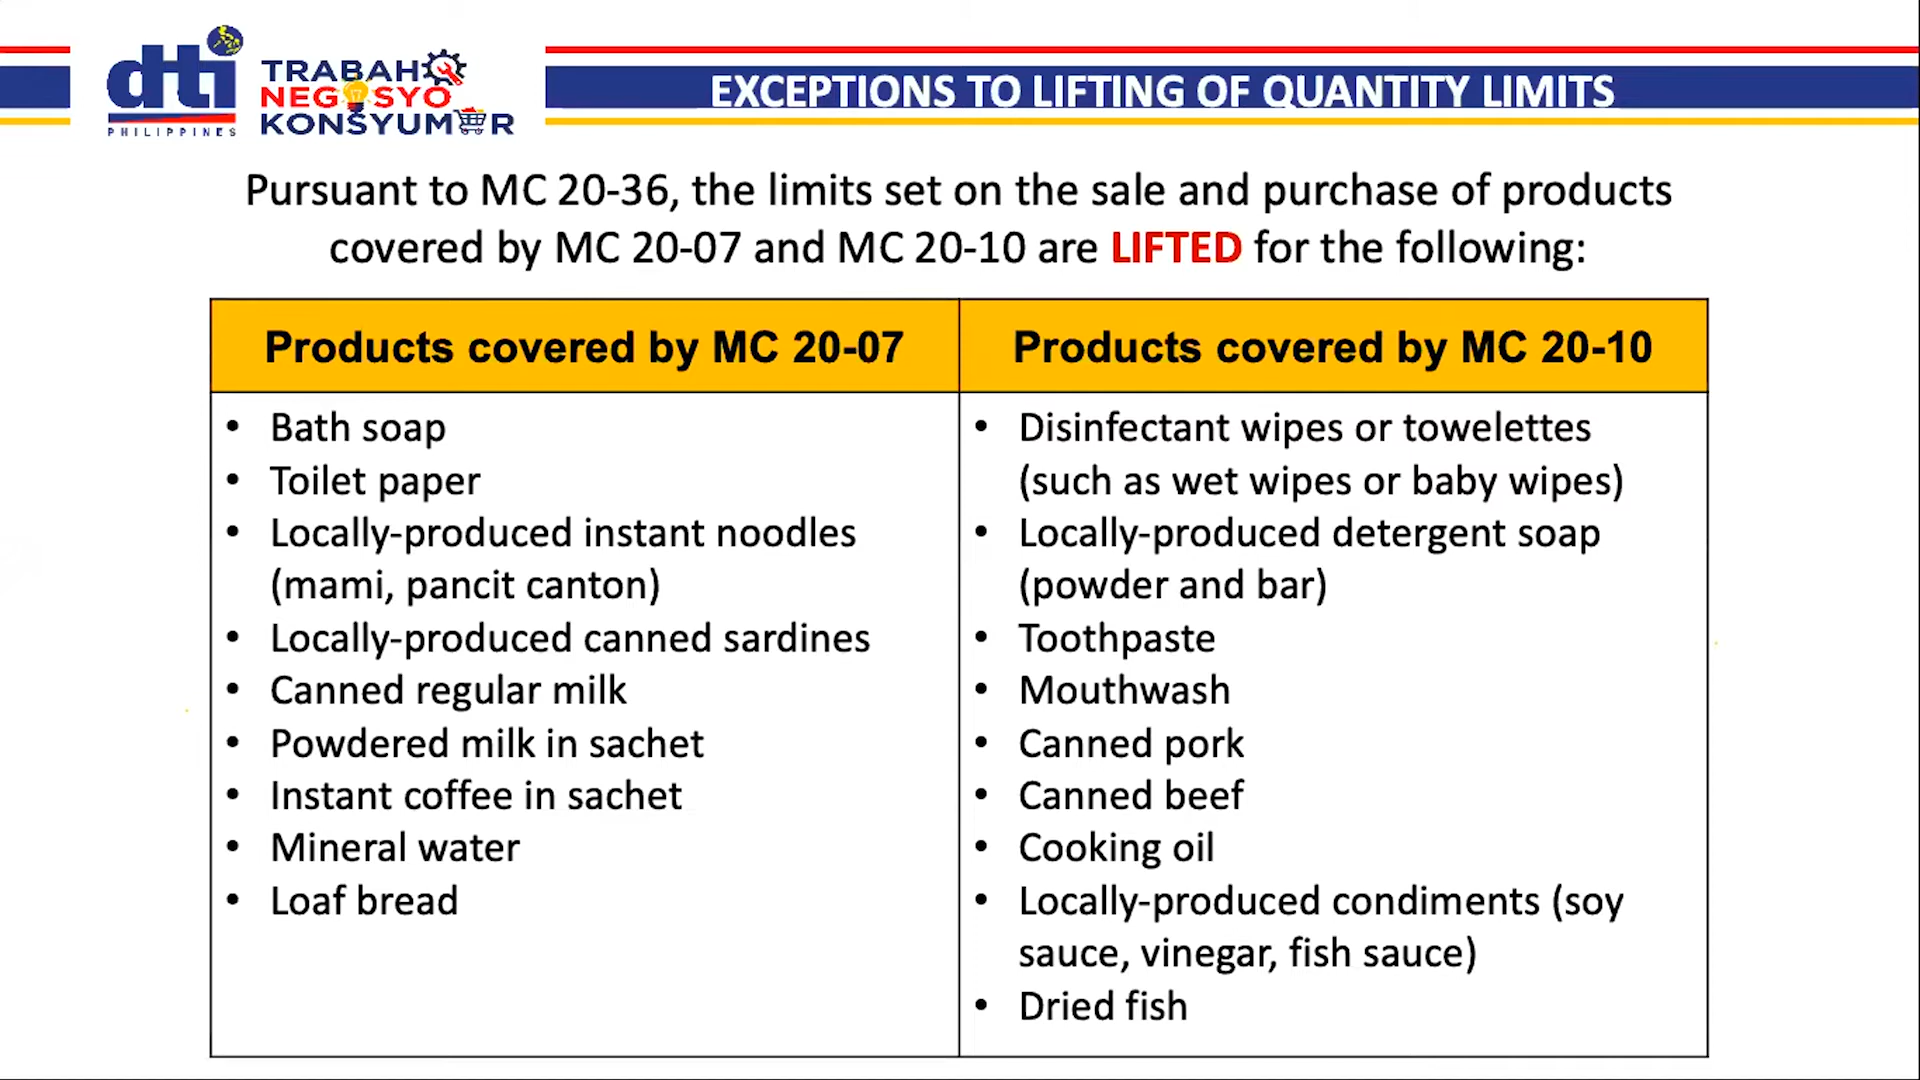 dti
PHILIPPINES
TRABAHO
NEGOSYO
KONSYUMER
EXCEPTIONS TO LIFTING OF QUANTITY LIMITS
Pursuant to MC 20-36, the limits set on the sale and purchase of products
covered by MC 20-07 and MC 20-10 are LIFTED for the following:
Products covered by MC 20-07
• Bath soap
• Toilet paper
• Locally-produced instant noodles
(mami, pancit canton)
• Locally-produced canned sardines
• Canned regular milk
• Powdered milk in sachet
• Instant coffee in sachet
• Mineral water
• Loaf bread
Products covered by MC 20-10
• Disinfectant wipes or towelettes
(such as wet wipes or baby wipes)
• Locally-produced detergent soap
(powder and bar)
• Toothpaste
• Mouthwash
• Canned pork
• Canned beef
• Cooking oil
• Locally-produced condiments (soy
sauce, vinegar, fish sauce)
• Dried fish